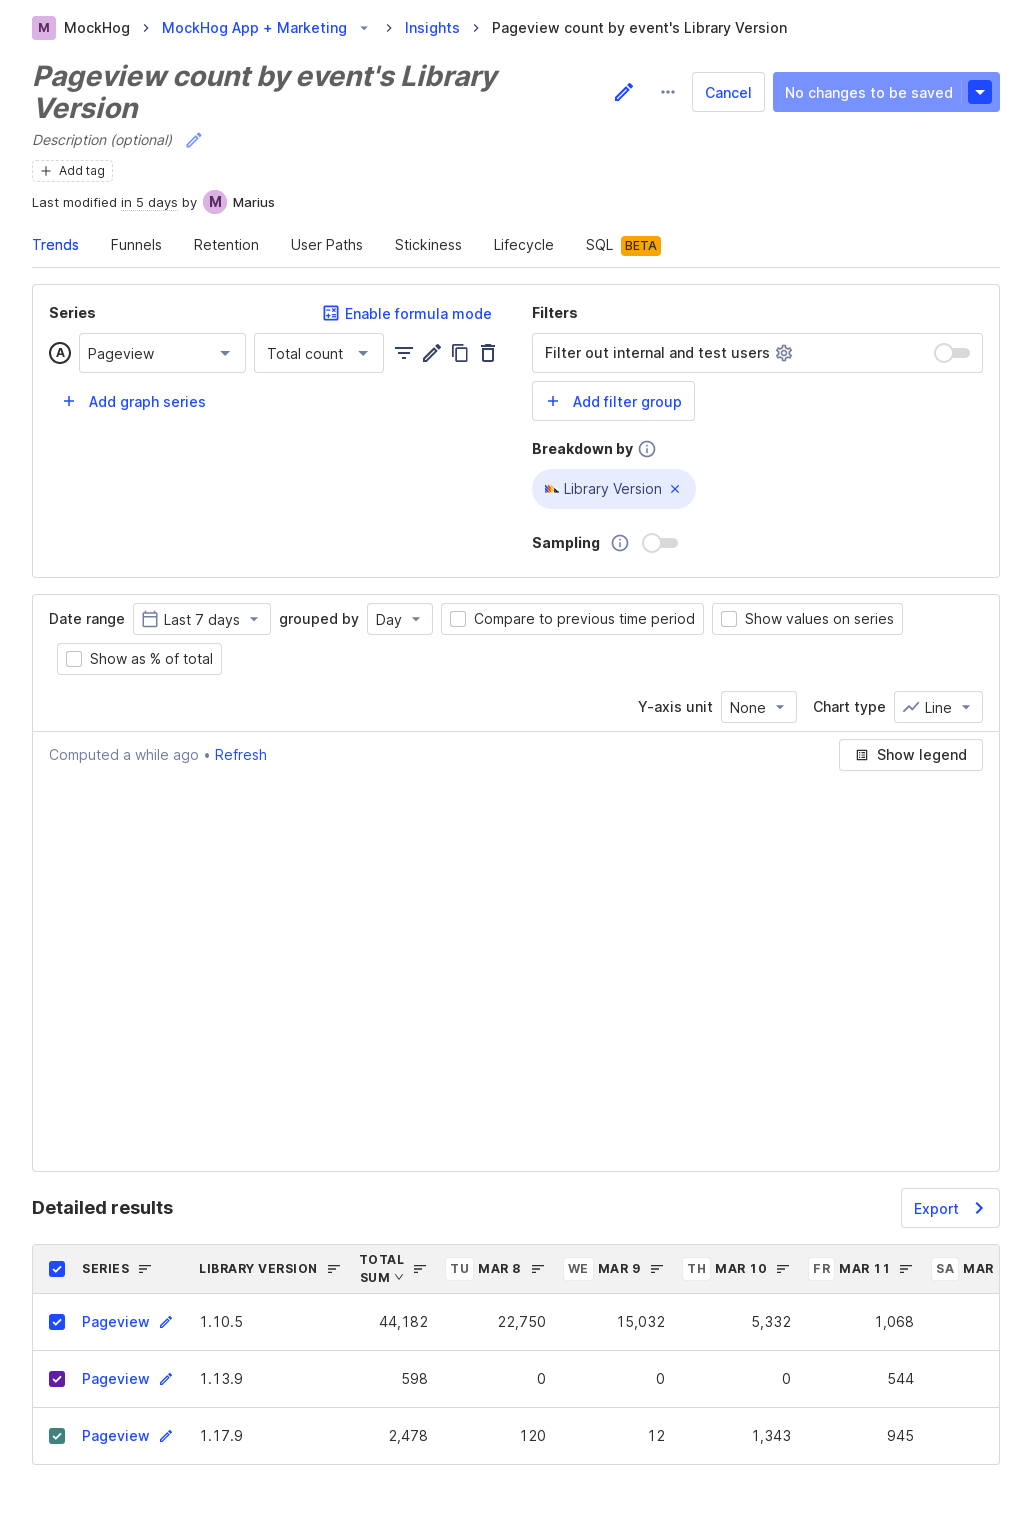 M MockHog MockHog App + Marketing Insights Pageview count by event's Library Version
Pageview count by event's Library
Version
Cancel
No changes to be saved
Description (optional)
Add tag
Last modified in 5 days by M Marius
Trends Funnels Retention User Paths Stickiness Lifecycle SQL BETA
Series
Enable formula mode
A Pageview Total count
Add graph series
Filters
Filter out internal and test users
Add filter group
Breakdown by
Library Version
Sampling
Date range Last 7 days grouped by Day Compare to previous time period Show values on series
Show as % of total
Y-axis unit None Chart type Line
Computed a while ago • Refresh
Show legend
Detailed results
Export
SERIES LIBRARY VERSION TOTAL SUM TU MAR 8 WE MAR 9 TH MAR 10 FR MAR 11 SA MAR
Pageview 1.10.5 44,182 22,750 15,032 5,332 1,068
Pageview 1.13.9 598 0 0 0 544
Pageview 1.17.9 2,478 120 12 1,343 945